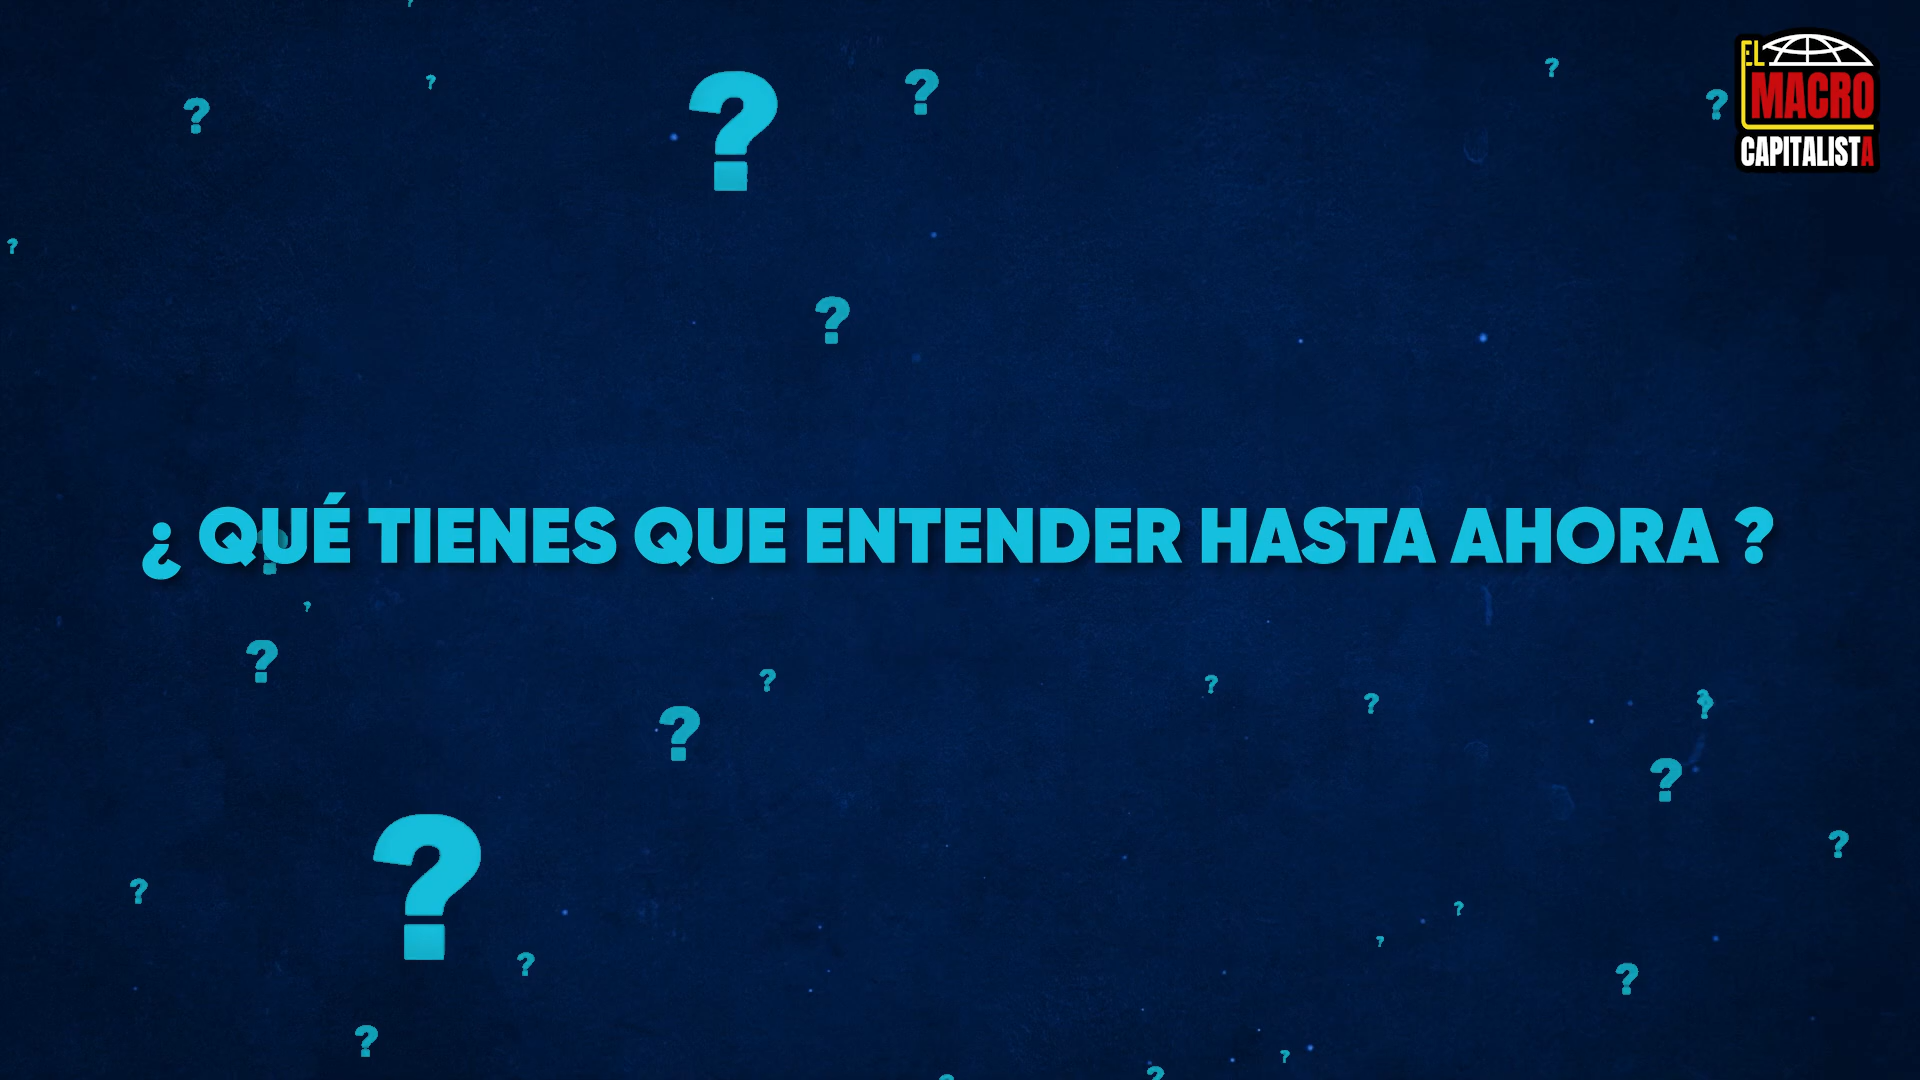 EL
MACRO
CAPITALISTA
¿ QUÉ TIENES QUE ENTENDER HASTA AHORA ?